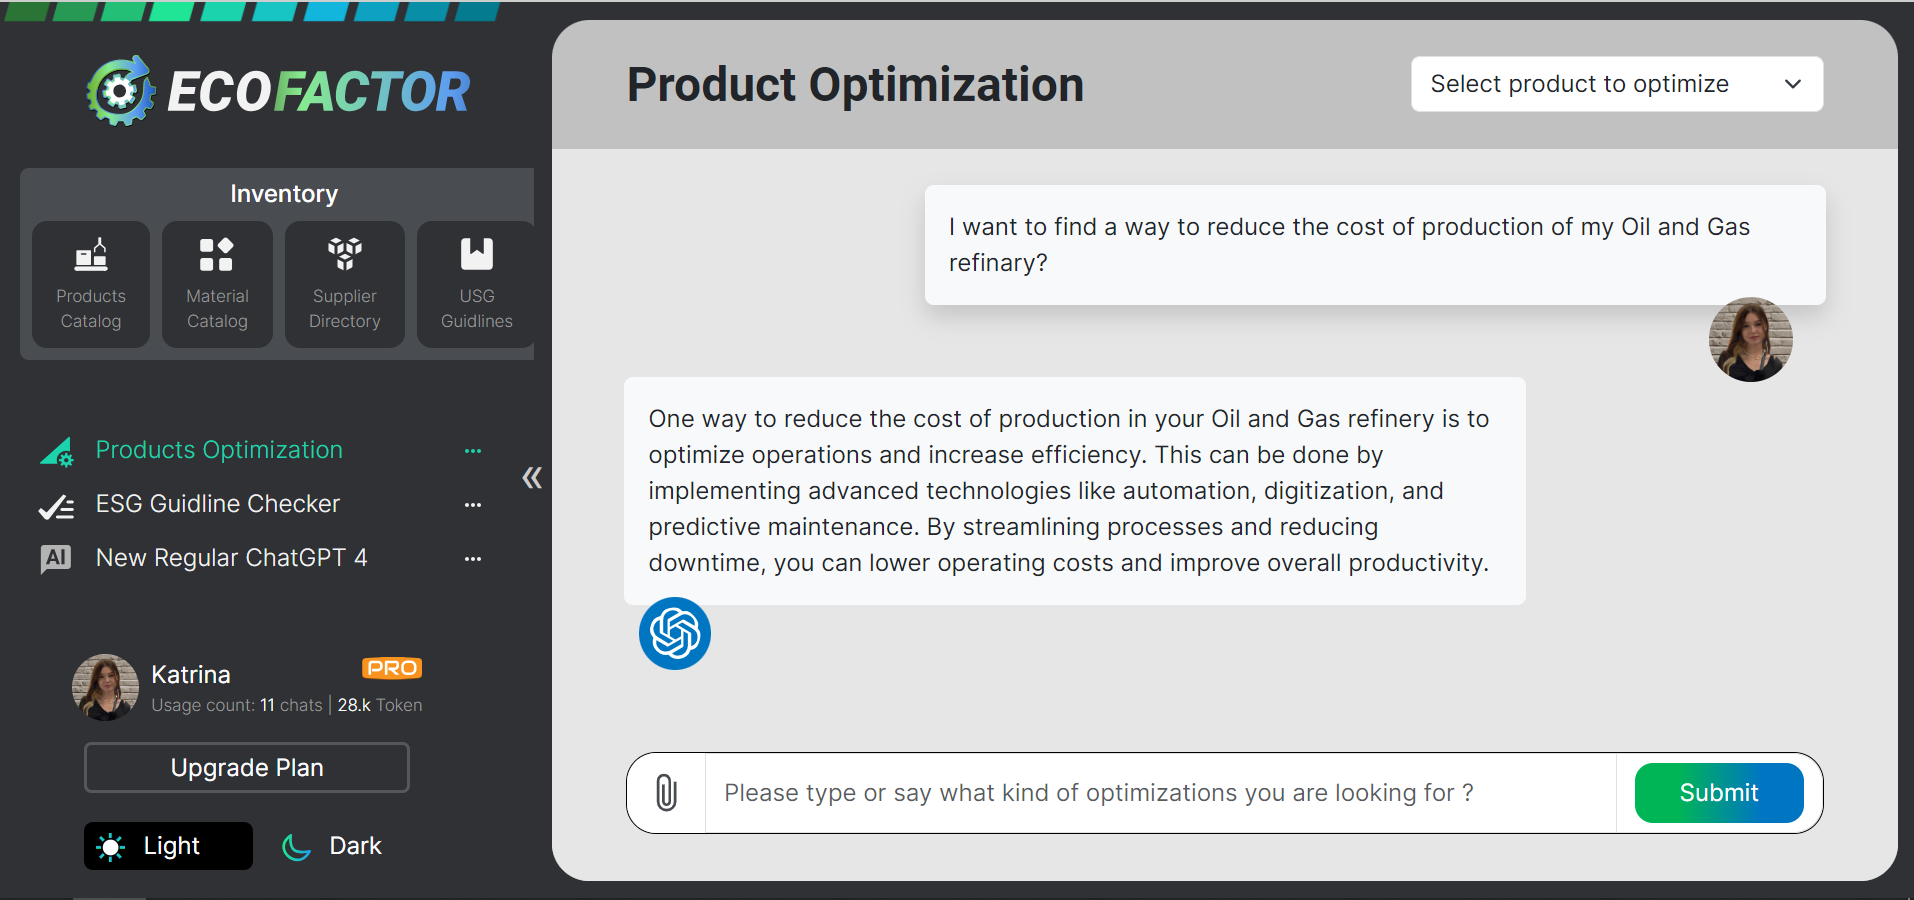 ECOFACTOR
Inventory
Products
Catalog
Material
Catalog
Supplier
Directory
USG
Guidlines
Products Optimization
ESG Guidline Checker
AI
New Regular ChatGPT 4
Katrina
PRO
Usage count: 11 chats | 28.k Token
Upgrade Plan
Light
Dark
Product Optimization
Select product to optimize
I want to find a way to reduce the cost of production of my Oil and Gas
refinary?
One way to reduce the cost of production in your Oil and Gas refinery is to
optimize operations and increase efficiency. This can be done by
implementing advanced technologies like automation, digitization, and
predictive maintenance. By streamlining processes and reducing
downtime, you can lower operating costs and improve overall productivity.
Please type or say what kind of optimizations you are looking for ?
Submit